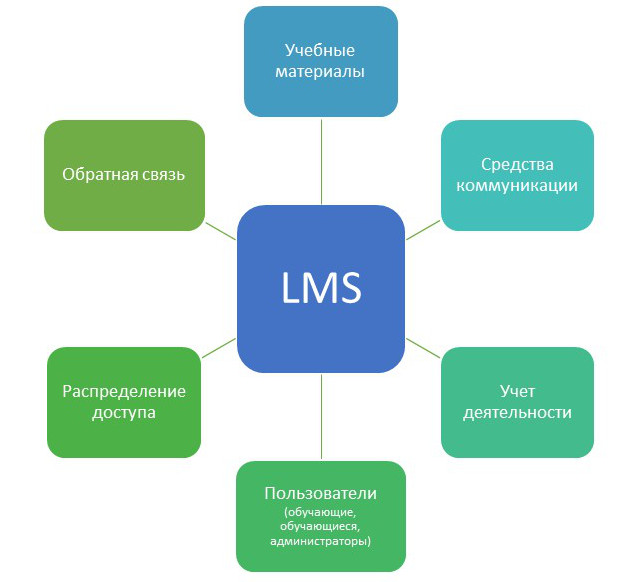 Учебные
материалы
Обратная связь
Средства
коммуникации
LMS
Распределение
доступа
Учет
деятельности
Пользователи
(обучающие,
обучающиеся,
администраторы)